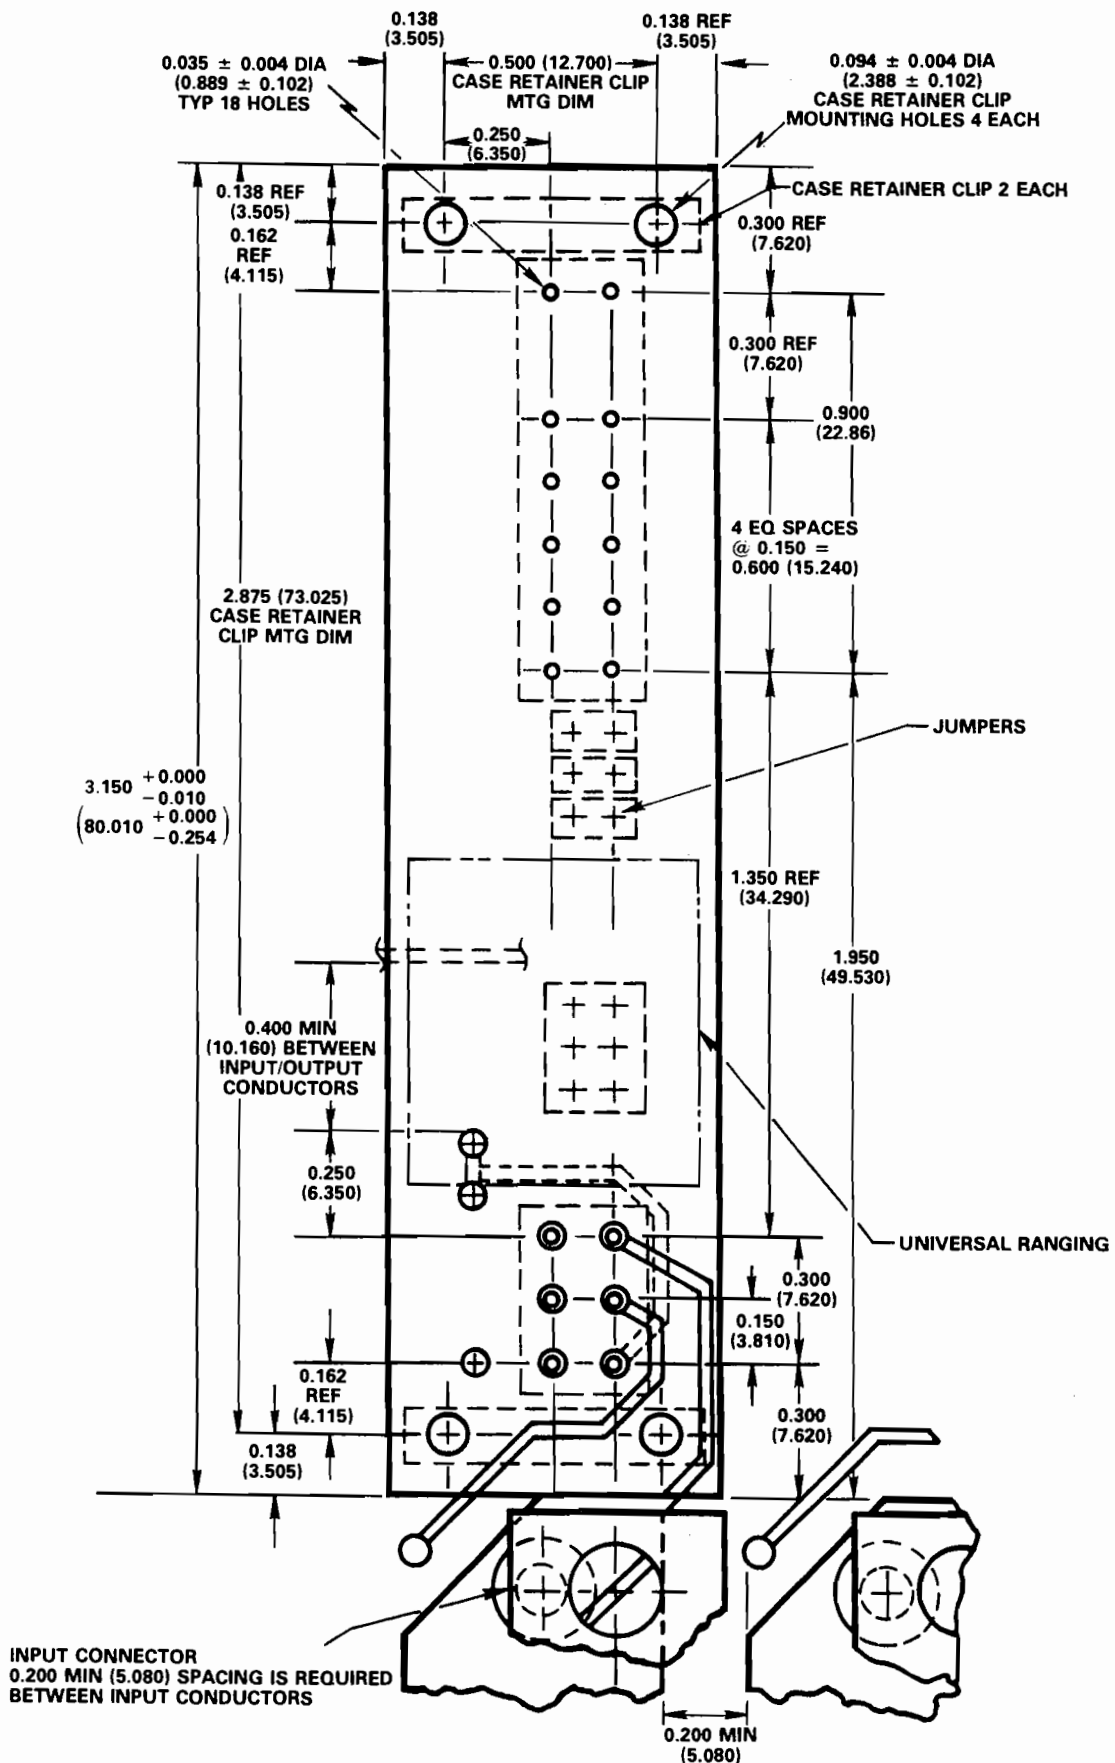 0.138
(3.505)
0.138 REF
(3.505)
0.035 ± 0.004 DIA
(0.889 ± 0.102)
TYP 18 HOLES
0.500 (12.700)
CASE RETAINER CLIP
MTG DIM
0.094 ± 0.004 DIA
(2.388 ± 0.102)
CASE RETAINER CLIP
MOUNTING HOLES 4 EACH
0.250
(6.350)
0.138 REF
(3.505)
0.162
REF
(4.115)
CASE RETAINER CLIP 2 EACH
0.300 REF
(7.620)
0.300 REF
(7.620)
0.900
(22.86)
4 EQ SPACES
@ 0.150 =
0.600 (15.240)
2.875 (73.025)
CASE RETAINER
CLIP MTG DIM
JUMPERS
3.150 +0.000
−0.010
(80.010 +0.000
−0.254)
1.350 REF
(34.290)
1.950
(49.530)
0.400 MIN
(10.160) BETWEEN
INPUT/OUTPUT
CONDUCTORS
0.250
(6.350)
UNIVERSAL RANGING
0.300
(7.620)
0.150
(3.810)
0.162
REF
(4.115)
0.300
(7.620)
0.138
(3.505)
INPUT CONNECTOR
0.200 MIN (5.080) SPACING IS REQUIRED
BETWEEN INPUT CONDUCTORS
0.200 MIN
(5.080)